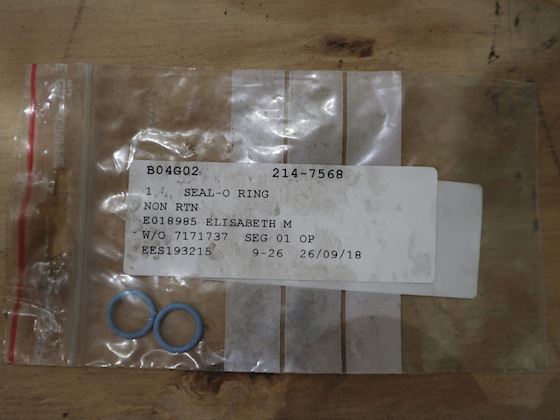 B04G02 214-7568
1 SEAL-O RING
NON RTN
E018985 ELISABETH M
W/O 7171737 SEG 01 OP
EES193215 9-26 26/09/18